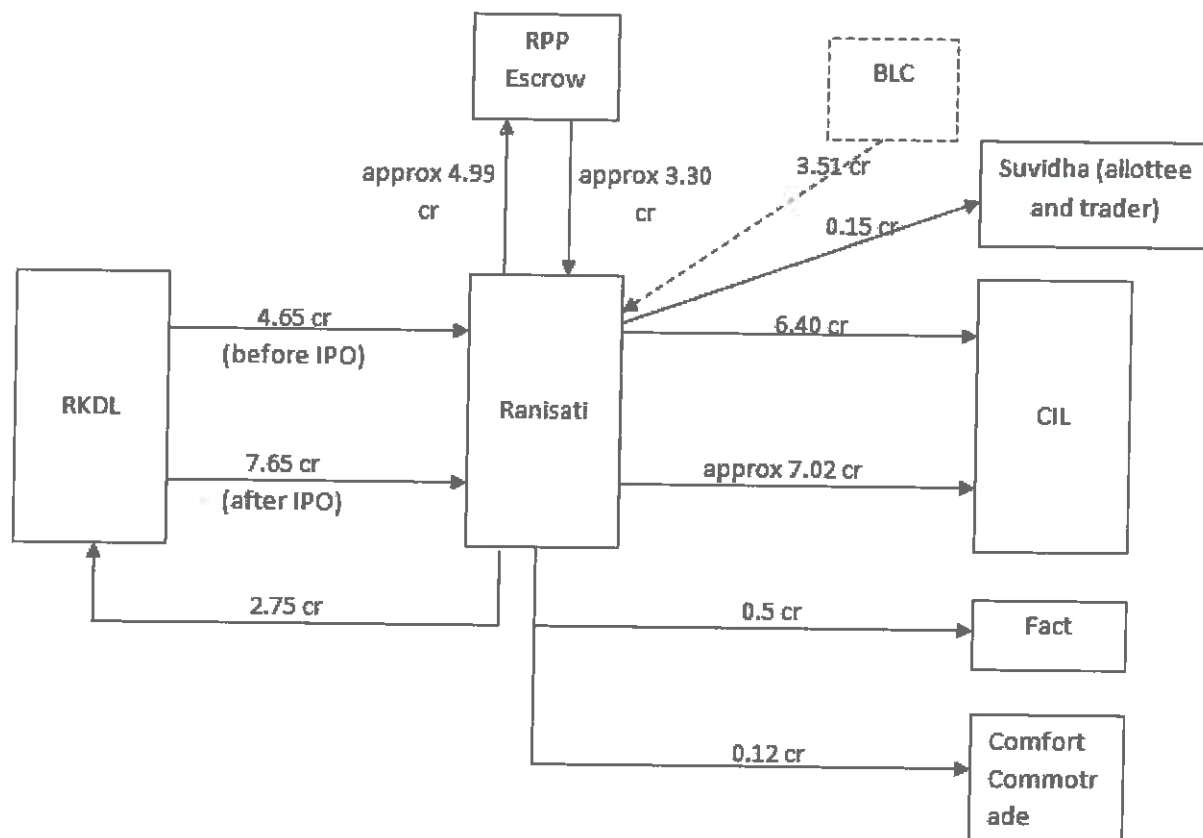 RPP
Escrow
BLC
approx 4.99
cr
approx 3.30
cr
3.51 cr
Suvidha (allottee
and trader)
0.15 cr
4.65 cr
(before IPO)
6.40 cr
RKDL
Ranisati
CIL
7.65 cr
(after IPO)
approx 7.02 cr
2.75 cr
0.5 cr
Fact
0.12 cr
Comfort
Commotr
ade